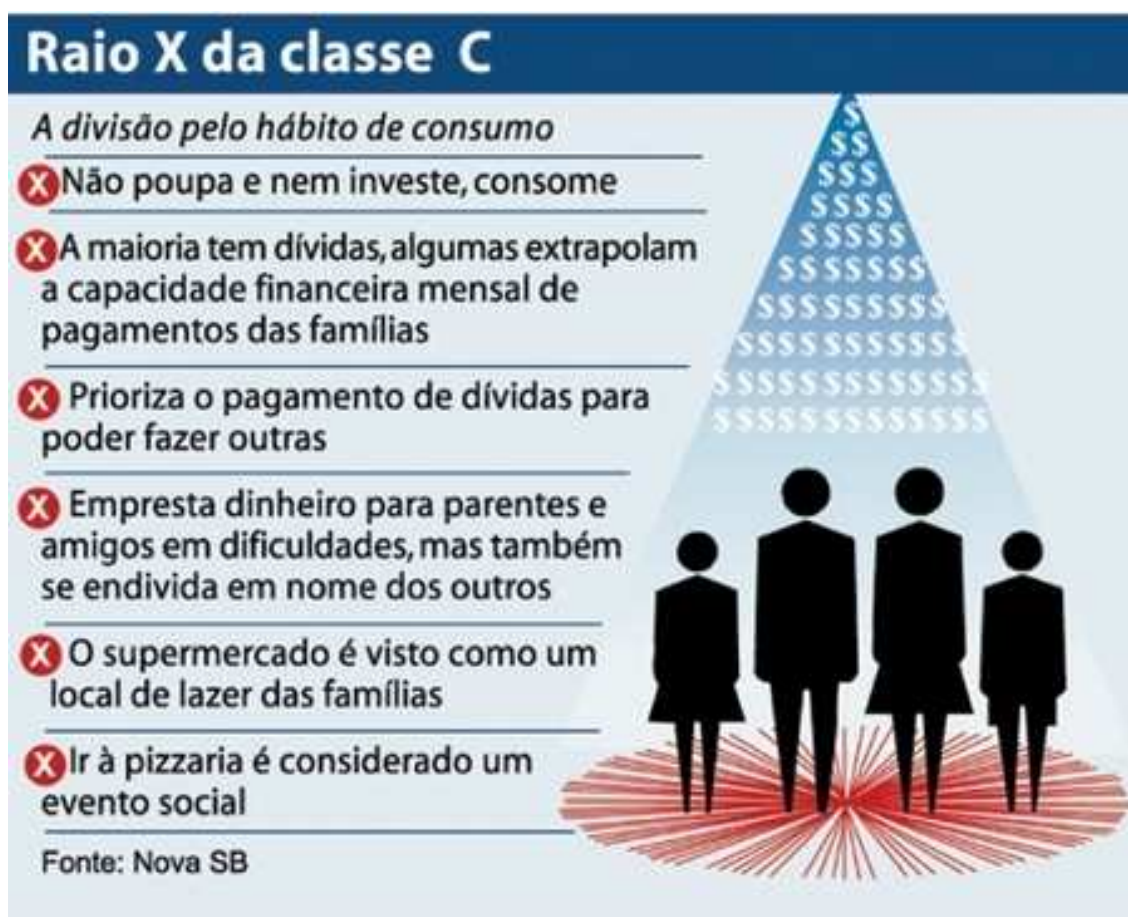 Raio X da classe C
A divisão pelo hábito de consumo
X Não poupa e nem investe, consome
X A maioria tem dívidas, algumas extrapolam
a capacidade financeira mensal de
pagamentos das famílias
X Prioriza o pagamento de dívidas para
poder fazer outras
X Empresta dinheiro para parentes e
amigos em dificuldades, mas também
se endivida em nome dos outros
X O supermercado é visto como um
local de lazer das famílias
X Ir à pizzaria é considerado um
evento social
Fonte: Nova SB
$
$$
$$$
$$$$
$$$$$
$$$$$$$
$$$$$$$$$
$$$$$$$$$$$
$$$$$$$$$$$$$
$$$$$$$$$$$$$